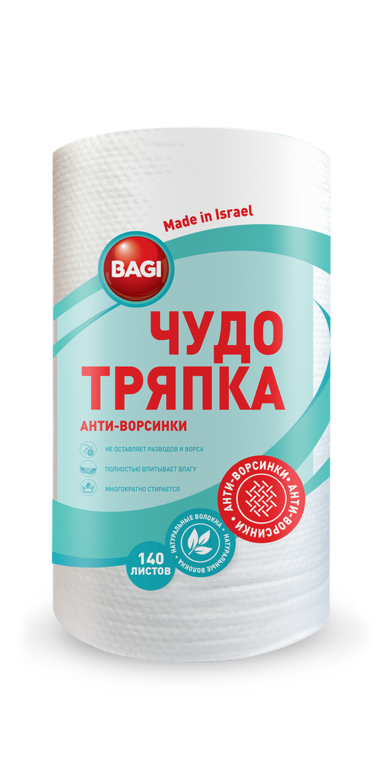 Made in Israel
BAGI
ЧУДО
ТРЯПКА
АНТИ-ВОРСИНКИ
НЕ ОСТАВЛЯЕТ РАЗВОДОВ И ВОРСА
ПОЛНОСТЬЮ ВПИТЫВАЕТ ВЛАГУ
МНОГОКРАТНО СТИРАЕТСЯ
АНТИ-ВОРСИНКИ • АНТИ-ВОРСИНКИ •
НАТУРАЛЬНЫЕ ВОЛОКНА • НАТУРАЛЬНЫЕ ВОЛОКНА •
140
ЛИСТОВ